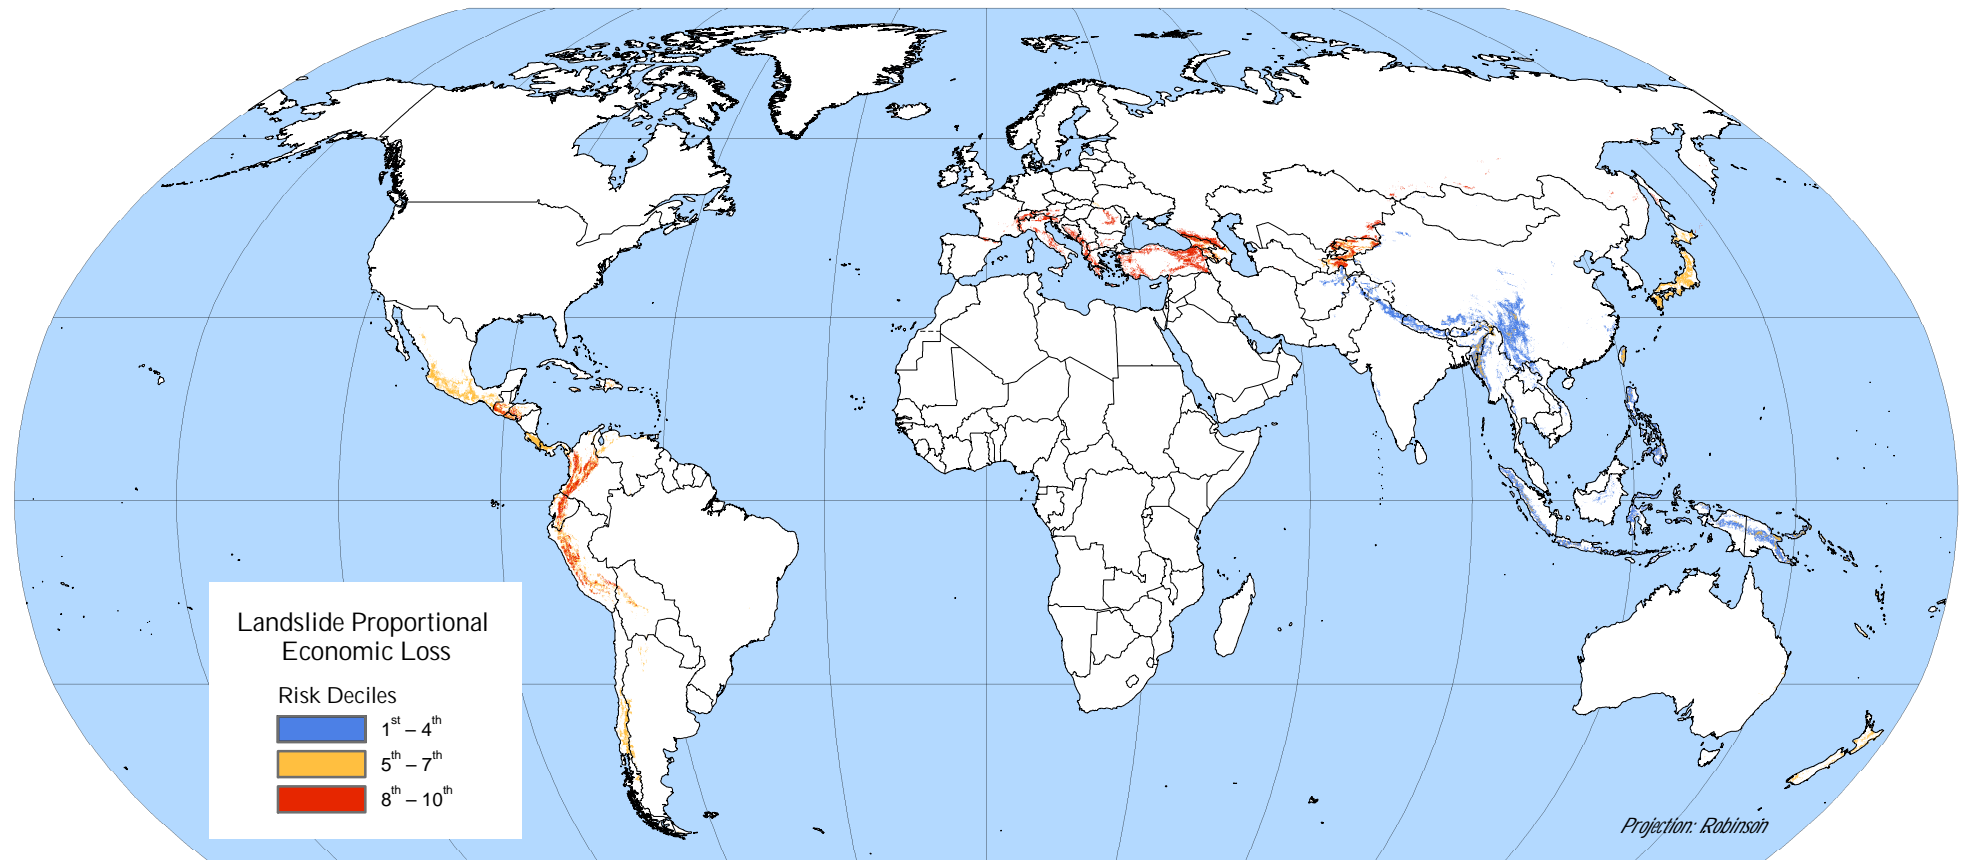 Landslide Proportional
Economic Loss
Risk Deciles
1st – 4th
5th – 7th
8th – 10th
Projection: Robinson